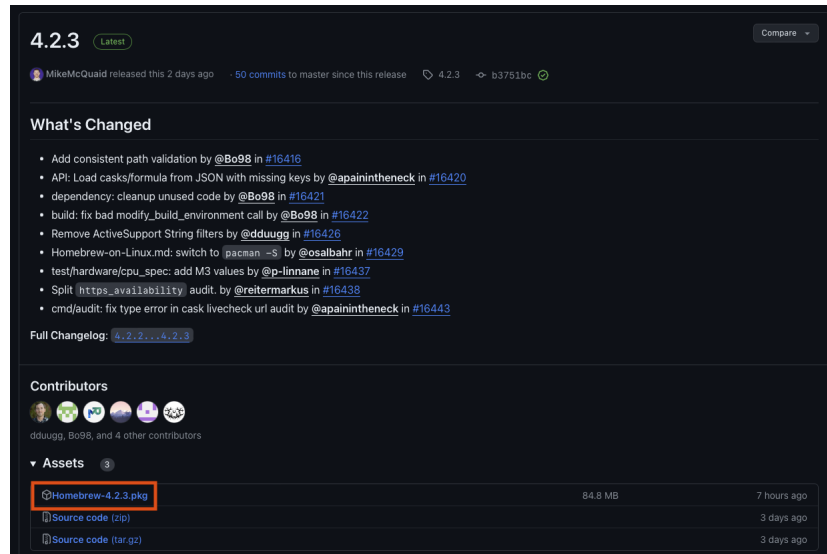 4.2.3 Latest Compare
MikeMcQuaid released this 2 days ago · 50 commits to master since this release 4.2.3 b3751bc
What's Changed
• Add consistent path validation by @Bo98 in #16416
• API: Load casks/formula from JSON with missing keys by @apainintheneck in #16420
• dependency: cleanup unused code by @Bo98 in #16421
• build: fix bad modify_build_environment call by @Bo98 in #16422
• Remove ActiveSupport String filters by @dduugg in #16426
• Homebrew-on-Linux.md: switch to pacman -S by @osalbahr in #16429
• test/hardware/cpu_spec: add M3 values by @p-linnane in #16437
• Split https_availability audit. by @reitermarkus in #16438
• cmd/audit: fix type error in cask livecheck url audit by @apainintheneck in #16443
Full Changelog: 4.2.2...4.2.3
Contributors
dduugg, Bo98, and 4 other contributors
Assets 3
Homebrew-4.2.3.pkg 84.8 MB 7 hours ago
Source code (zip) 3 days ago
Source code (tar.gz) 3 days ago